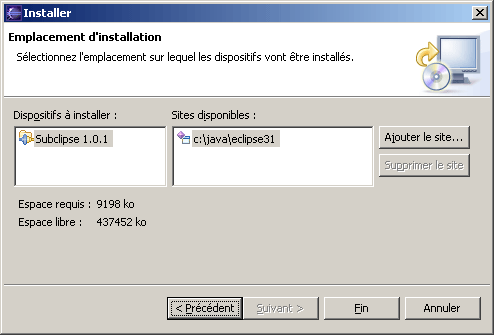 Installer
Emplacement d'installation
Sélectionnez l'emplacement sur lequel les dispositifs vont être installés.
Dispositifs à installer :
Sites disponibles :
Subclipse 1.0.1
c:\java\eclipse31
Ajouter le site...
Supprimer le site
Espace requis : 9198 ko
Espace libre : 437452 ko
< Précédent
Suivant >
Fin
Annuler